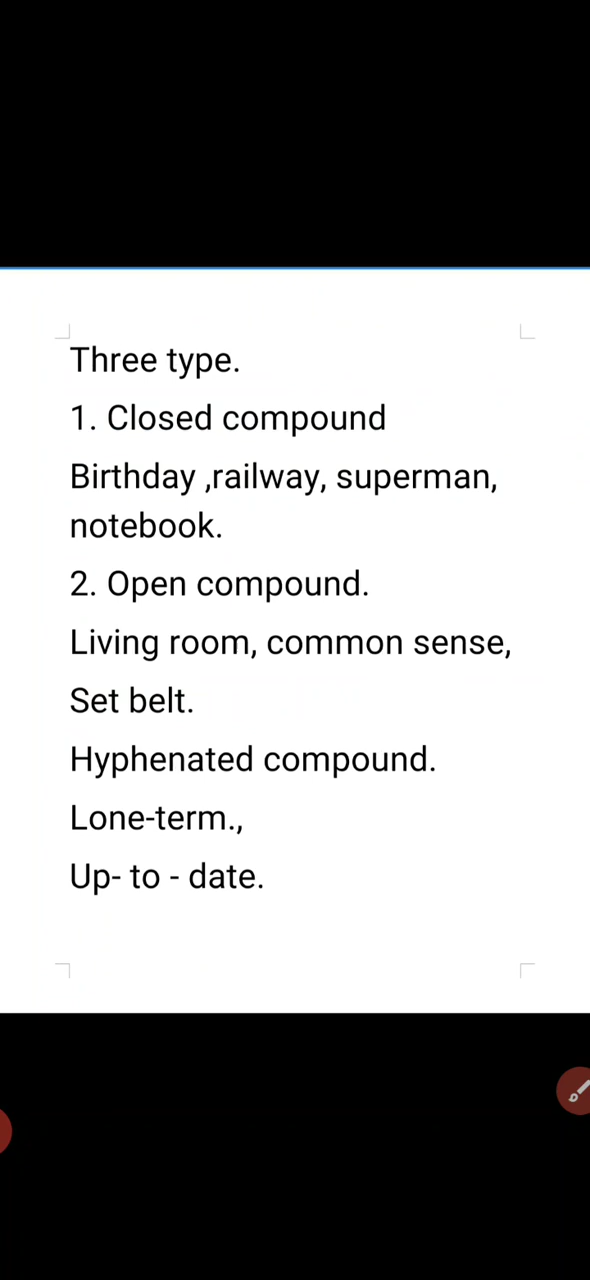 Three type.
1. Closed compound
Birthday ,railway, superman,
notebook.
2. Open compound.
Living room, common sense,
Set belt.
Hyphenated compound.
Lone-term.,
Up- to - date.